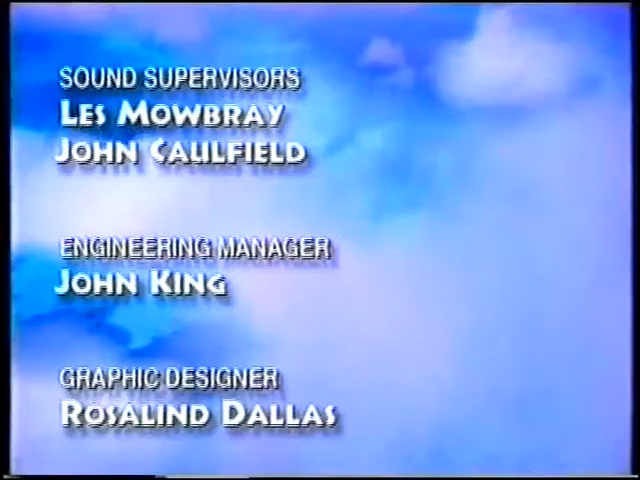 SOUND SUPERVISORS
LES MOWBRAY
JOHN CAULFIELD
ENGINEERING MANAGER
JOHN KING
GRAPHIC DESIGNER
ROSALIND DALLAS